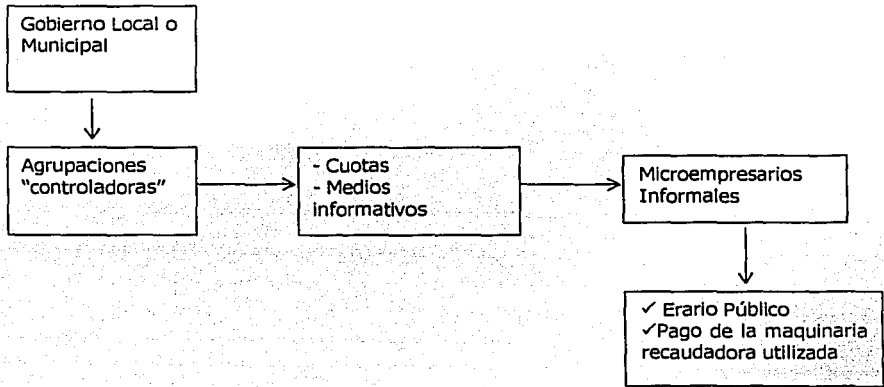 Gobierno Local o
Municipal
Agrupaciones
"controladoras"
- Cuotas
- Medios
informativos
Microempresarios
Informales
✓ Erario Público
✓Pago de la maquinaria
recaudadora utilizada